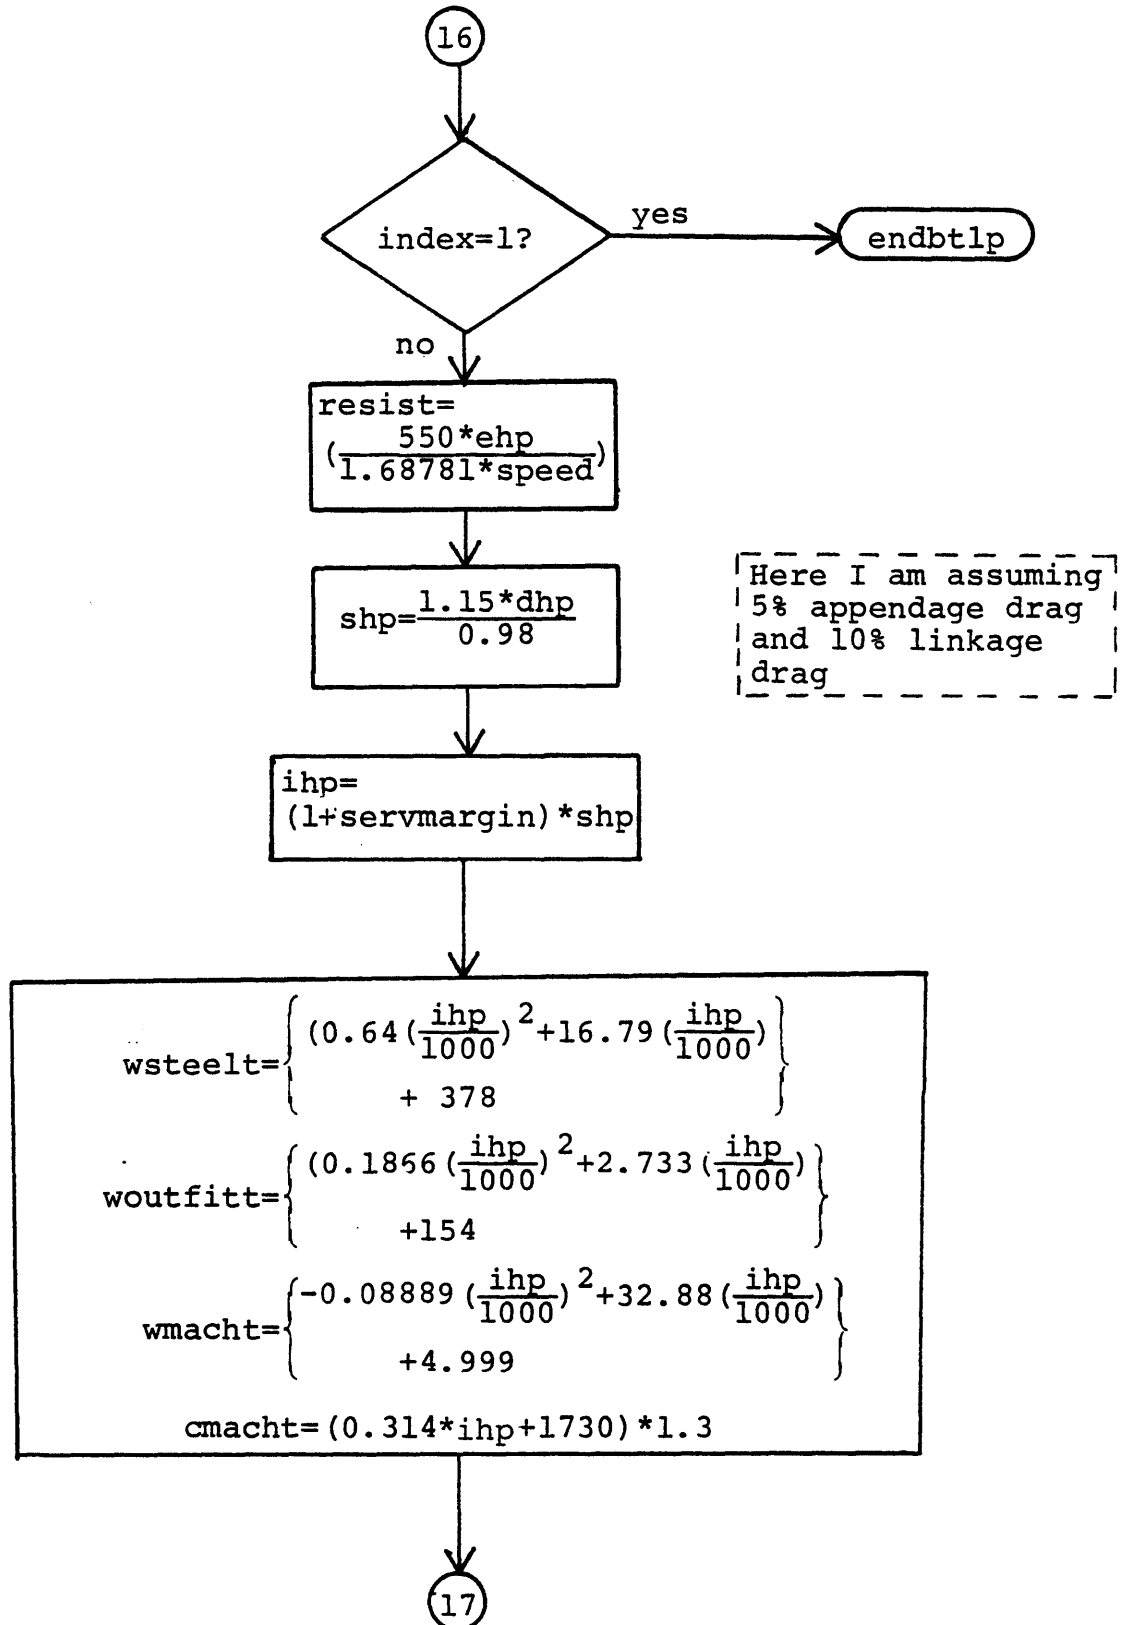 16
index=1?
yes
endbtlp
no
resist=
(550*ehp/1.68781*speed)
shp=1.15*dhp/0.98
Here I am assuming
5% appendage drag
and 10% linkage
drag
ihp=
(1+servmargin)*shp
wsteelt={(0.64(ihp/1000)²+16.79(ihp/1000)
+ 378}
woutfitt={(0.1866(ihp/1000)²+2.733(ihp/1000)
+154}
wmacht={-0.08889(ihp/1000)²+32.88(ihp/1000)
+4.999}
cmacht=(0.314*ihp+1730)*1.3
17